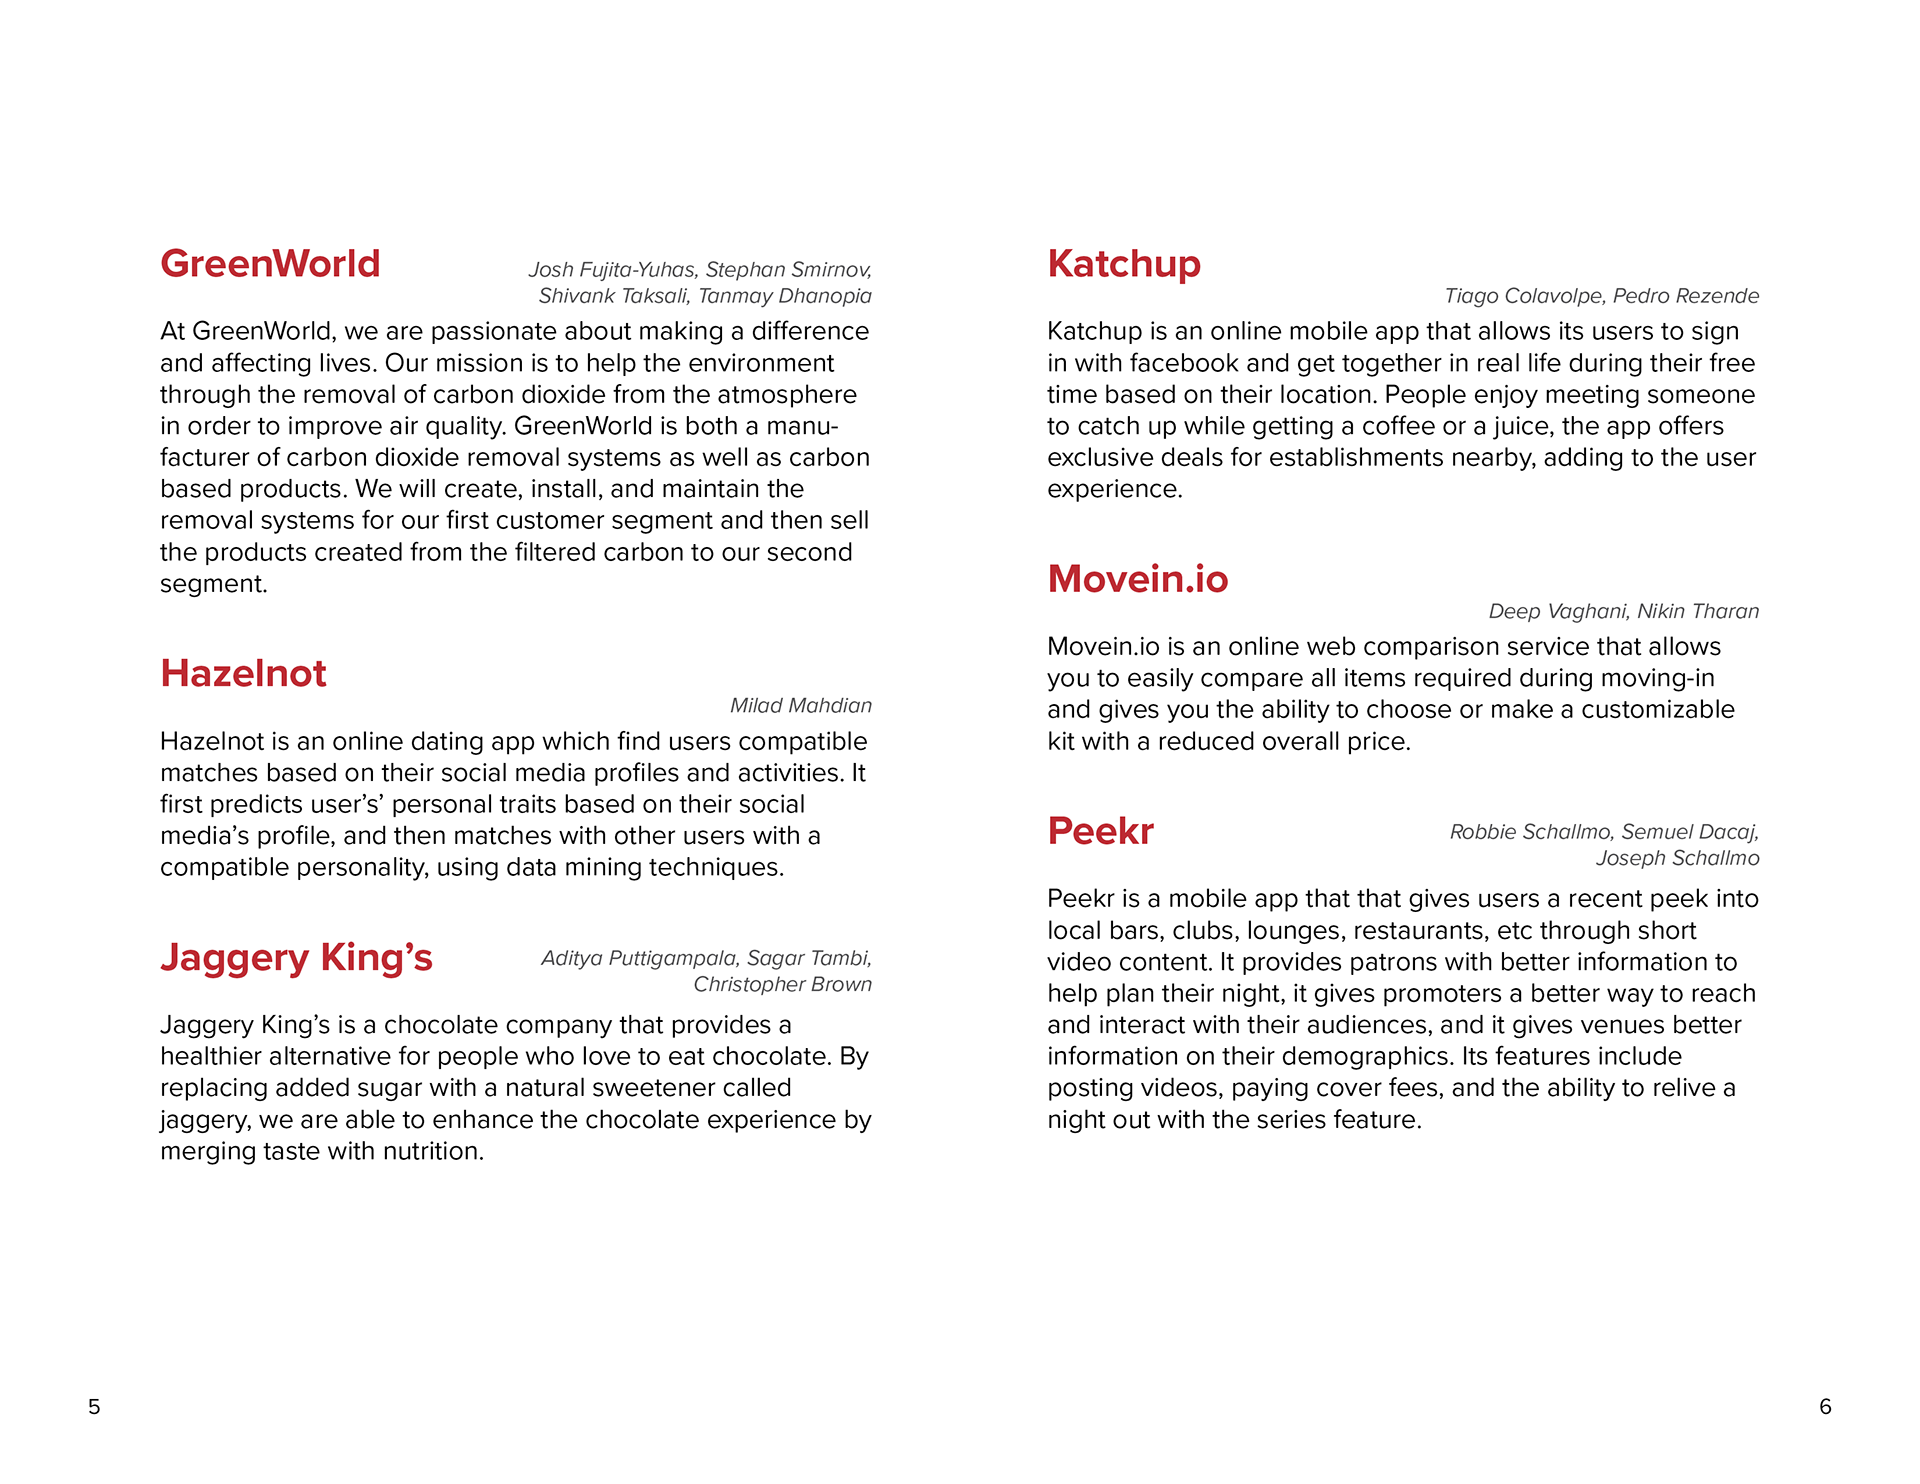 GreenWorld
Josh Fujita-Yuhas, Stephan Smirnov,
Shivank Taksali, Tanmay Dhanopia
At GreenWorld, we are passionate about making a difference
and affecting lives. Our mission is to help the environment
through the removal of carbon dioxide from the atmosphere
in order to improve air quality. GreenWorld is both a manu-
facturer of carbon dioxide removal systems as well as carbon
based products. We will create, install, and maintain the
removal systems for our first customer segment and then sell
the products created from the filtered carbon to our second
segment.
Hazelnot
Milad Mahdian
Hazelnot is an online dating app which find users compatible
matches based on their social media profiles and activities. It
first predicts user’s’ personal traits based on their social
media’s profile, and then matches with other users with a
compatible personality, using data mining techniques.
Jaggery King’s
Aditya Puttigampala, Sagar Tambi,
Christopher Brown
Jaggery King’s is a chocolate company that provides a
healthier alternative for people who love to eat chocolate. By
replacing added sugar with a natural sweetener called
jaggery, we are able to enhance the chocolate experience by
merging taste with nutrition.
5
Katchup
Tiago Colavolpe, Pedro Rezende
Katchup is an online mobile app that allows its users to sign
in with facebook and get together in real life during their free
time based on their location. People enjoy meeting someone
to catch up while getting a coffee or a juice, the app offers
exclusive deals for establishments nearby, adding to the user
experience.
Movein.io
Deep Vaghani, Nikin Tharan
Movein.io is an online web comparison service that allows
you to easily compare all items required during moving-in
and gives you the ability to choose or make a customizable
kit with a reduced overall price.
Peekr
Robbie Schallmo, Semuel Dacaj,
Joseph Schallmo
Peekr is a mobile app that that gives users a recent peek into
local bars, clubs, lounges, restaurants, etc through short
video content. It provides patrons with better information to
help plan their night, it gives promoters a better way to reach
and interact with their audiences, and it gives venues better
information on their demographics. Its features include
posting videos, paying cover fees, and the ability to relive a
night out with the series feature.
6